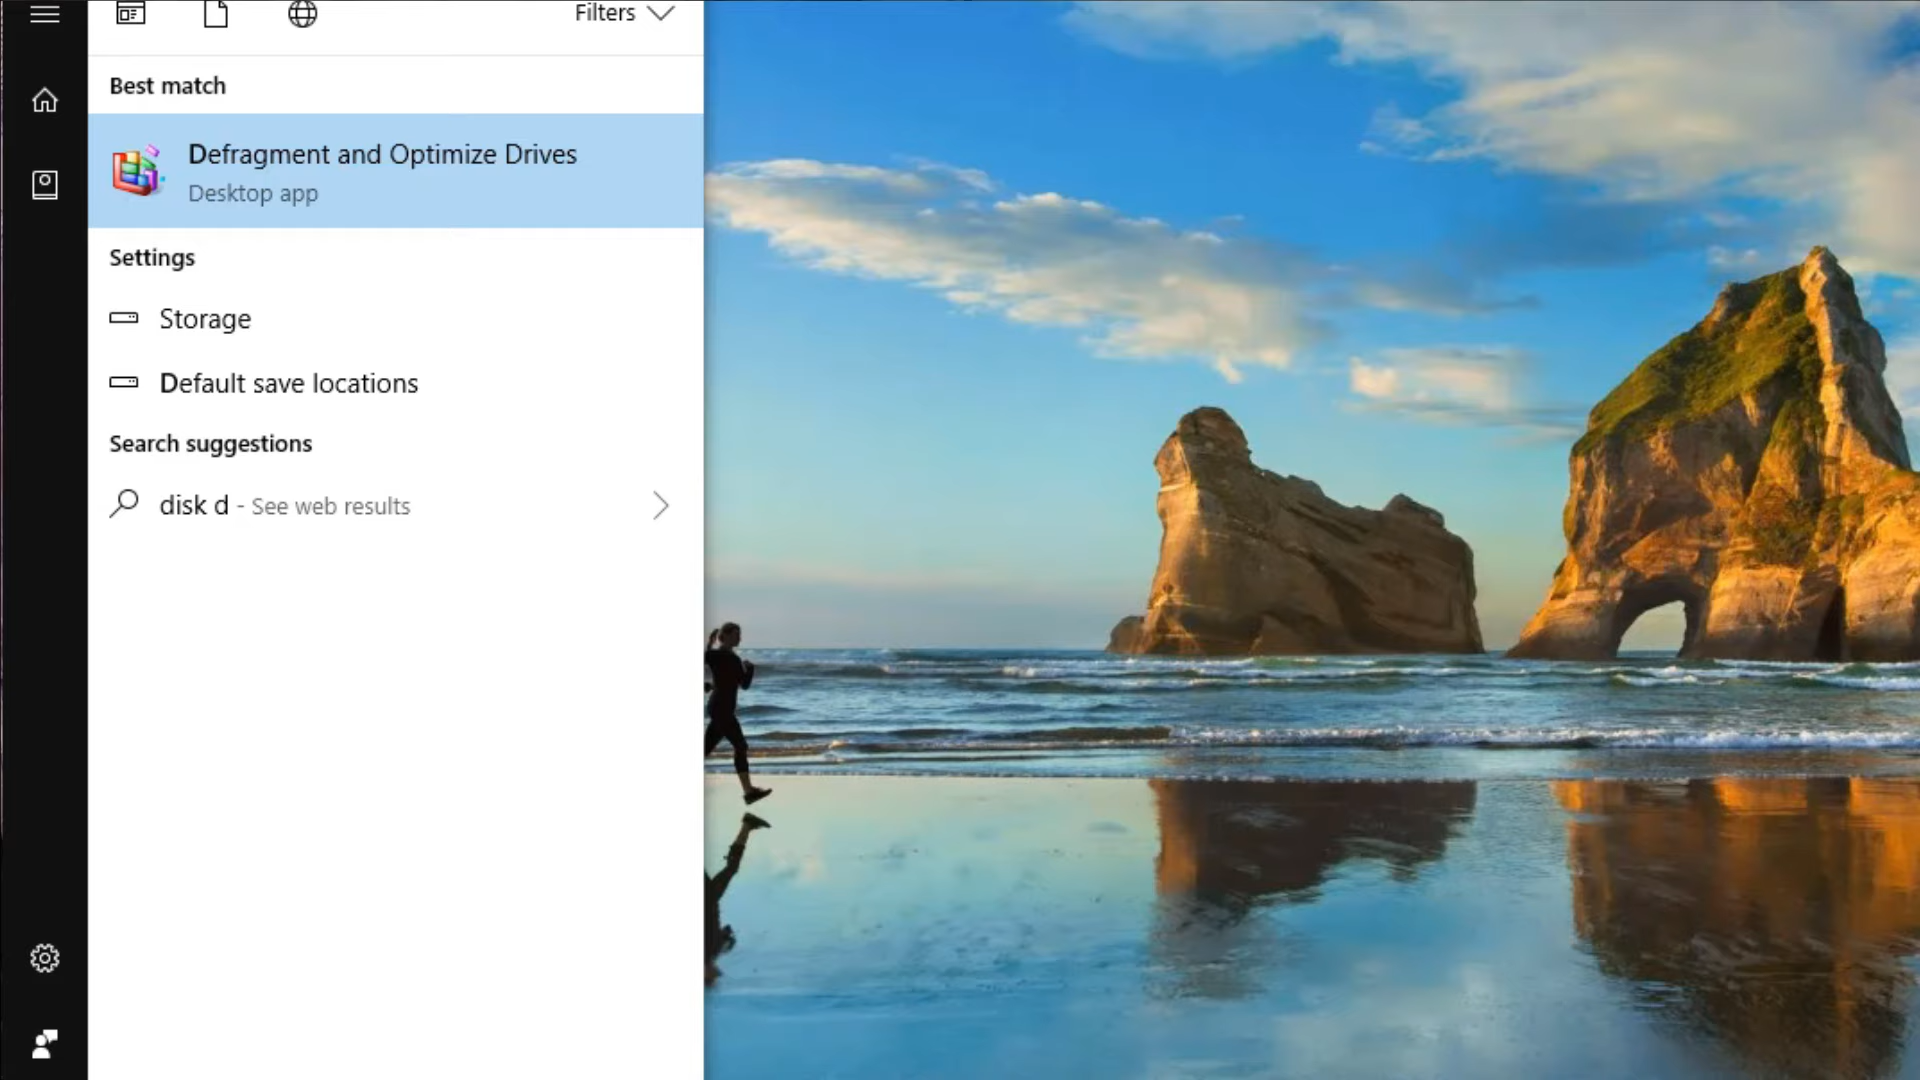 Filters
Best match
Defragment and Optimize Drives
Desktop app
Settings
Storage
Default save locations
Search suggestions
disk d - See web results